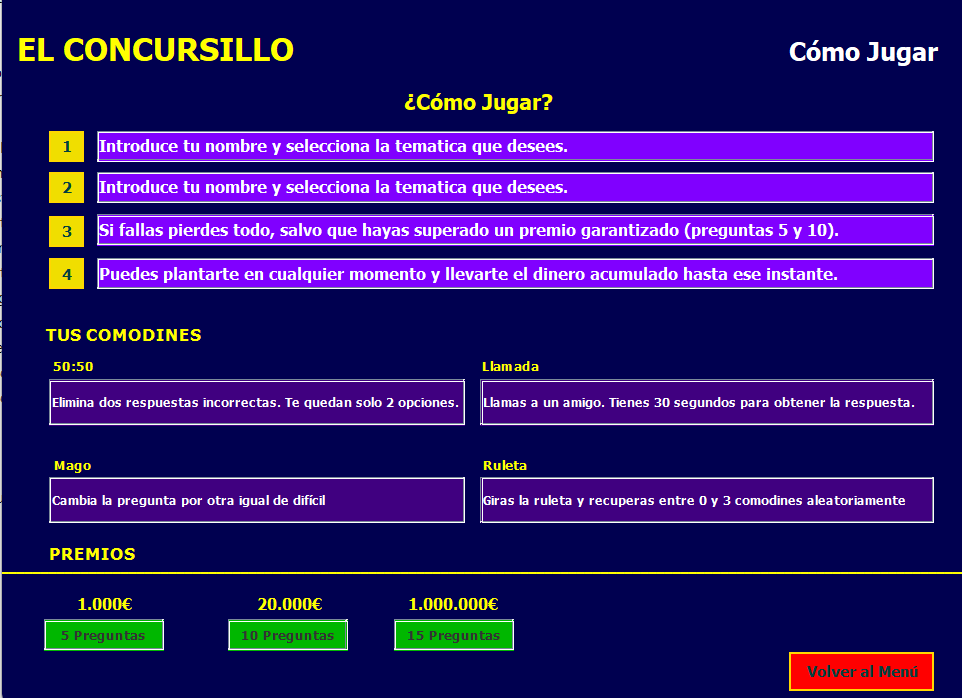 EL CONCURSILLO
Cómo Jugar
¿Cómo Jugar?
1 Introduce tu nombre y selecciona la tematica que desees.
2 Introduce tu nombre y selecciona la tematica que desees.
3 Si fallas pierdes todo, salvo que hayas superado un premio garantizado (preguntas 5 y 10).
4 Puedes plantarte en cualquier momento y llevarte el dinero acumulado hasta ese instante.
TUS COMODINES
50:50
Elimina dos respuestas incorrectas. Te quedan solo 2 opciones.
Llamada
Llamas a un amigo. Tienes 30 segundos para obtener la respuesta.
Mago
Cambia la pregunta por otra igual de difícil
Ruleta
Giras la ruleta y recuperas entre 0 y 3 comodines aleatoriamente
PREMIOS
1.000€ 20.000€ 1.000.000€
5 Preguntas 10 Preguntas 15 Preguntas
Volver al Menú